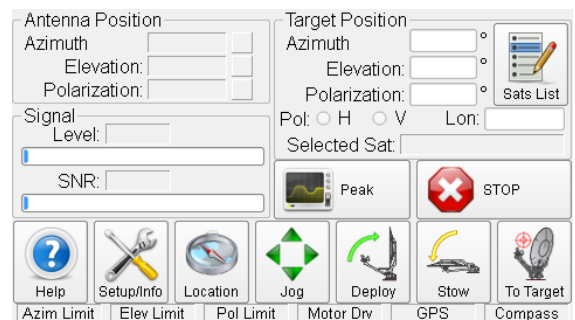 Antenna Position
Azimuth
Elevation:
Polarization:
Signal
Level:
SNR:
Target Position
Azimuth °
Elevation:
Polarization: °
Sats List
Pol: H V Lon:
Selected Sat:
Peak
STOP
Help
Setup/Info
Location
Jog
Deploy
Stow
To Target
Azim Limit Elev Limit Pol Limit Motor Drv GPS Compass